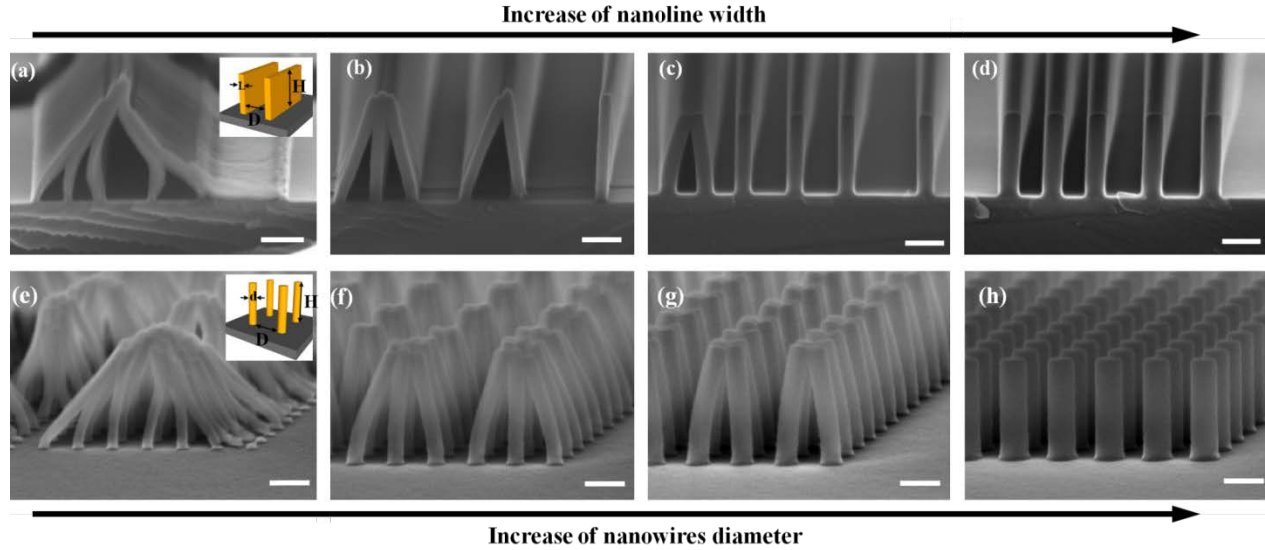 Increase of nanoline width
(a)
L
H
D
(b)
(c)
(d)
(e)
d
H
D
(f)
(g)
(h)
Increase of nanowires diameter